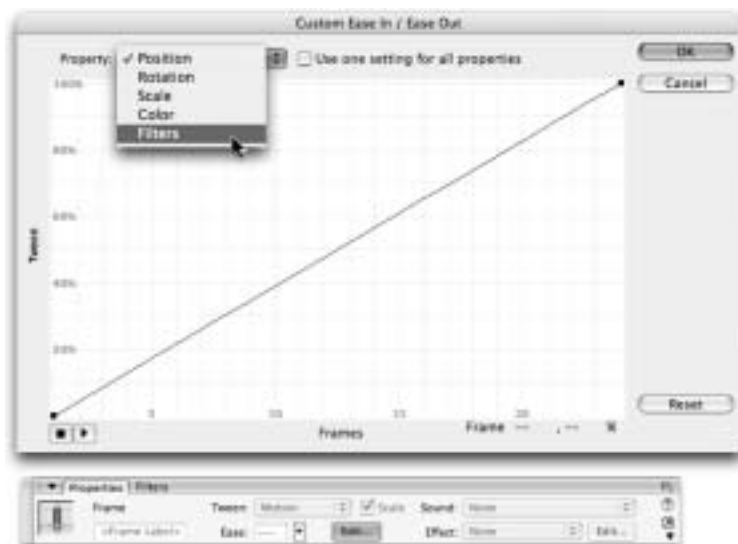 Custom Ease In / Ease Out
Property: ✓ Position
Use one setting for all properties
OK
Rotation
Scale
Color
Filters
Cancel
100%
80%
60%
40%
20%
Tween
5
10
15
20
Reset
Frames
Frame -- , -- %
Properties Filters
Frame
Tween: Motion
Scale
Sound: None
<Frame Label>
Ease:
Edit...
Effect: None
Edit...